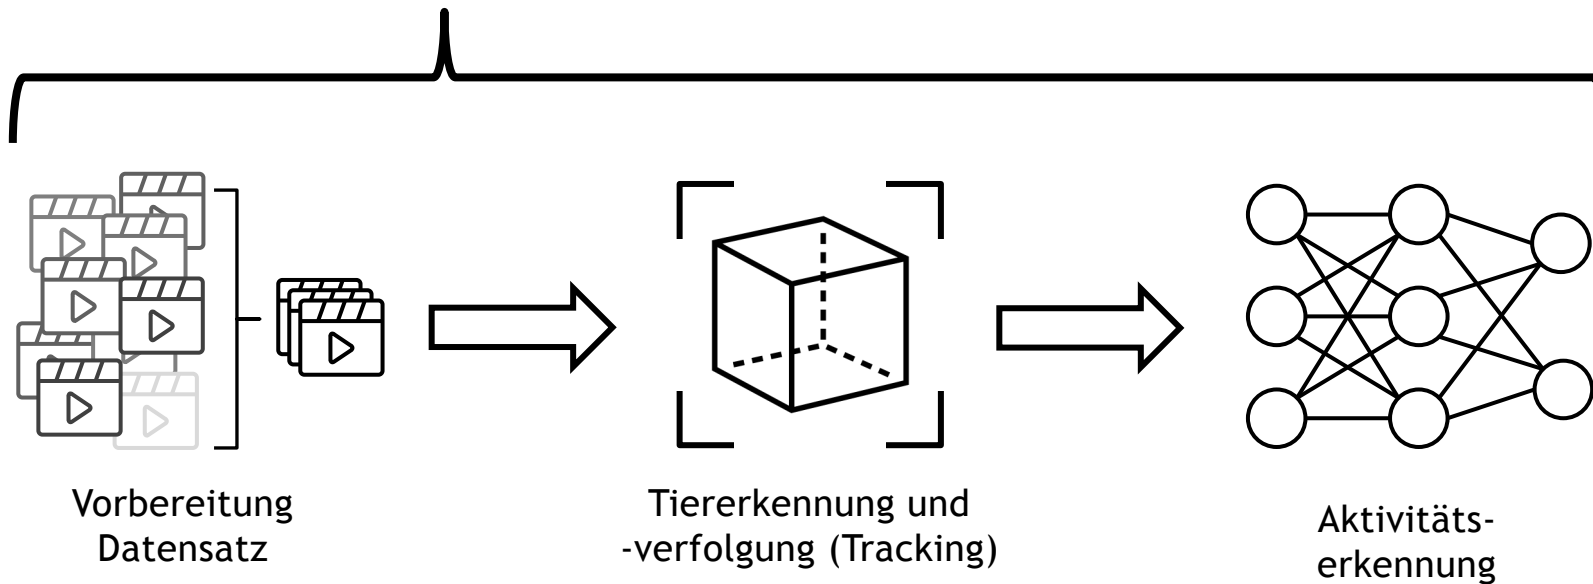 Vorbereitung
Datensatz
Tiererkennung und
-verfolgung (Tracking)
Aktivitäts-
erkennung